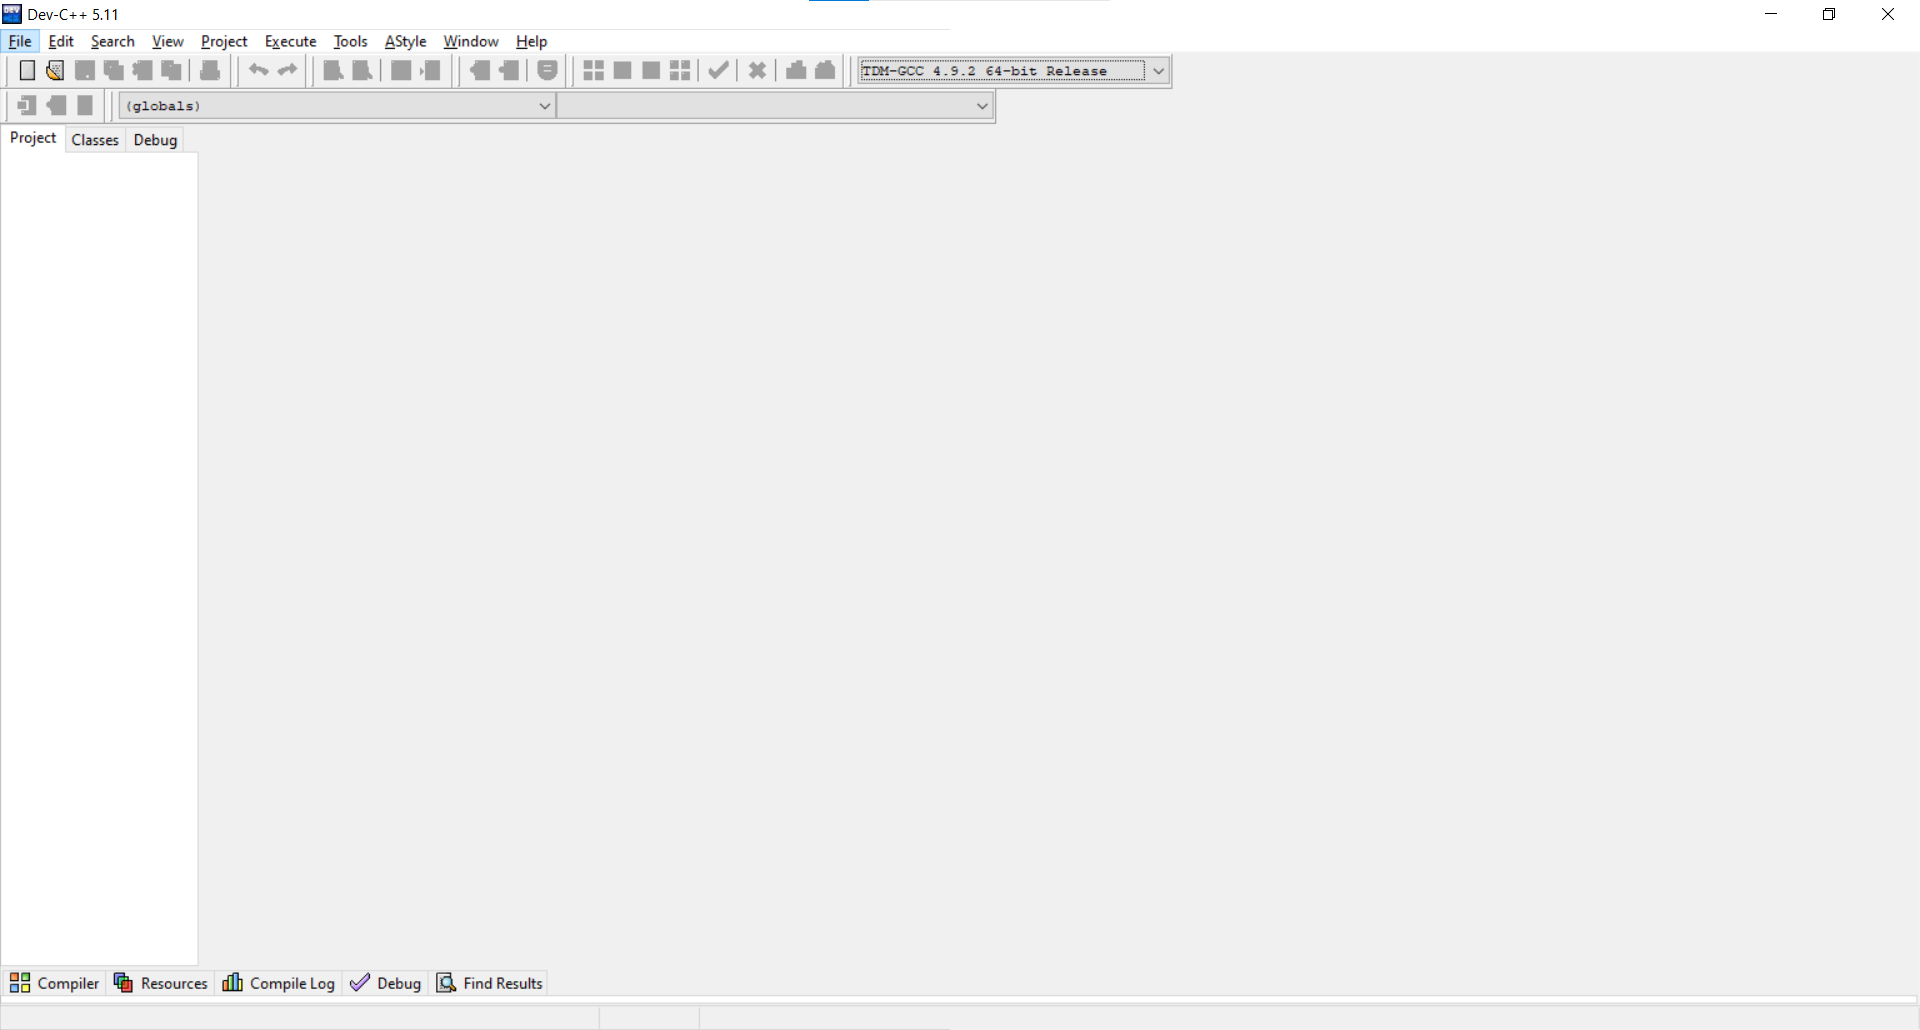 DEV
Dev-C++ 5.11
File Edit Search View Project Execute Tools AStyle Window Help
TDM-GCC 4.9.2 64-bit Release
(globals)
Project Classes Debug
Compiler Resources Compile Log Debug Find Results